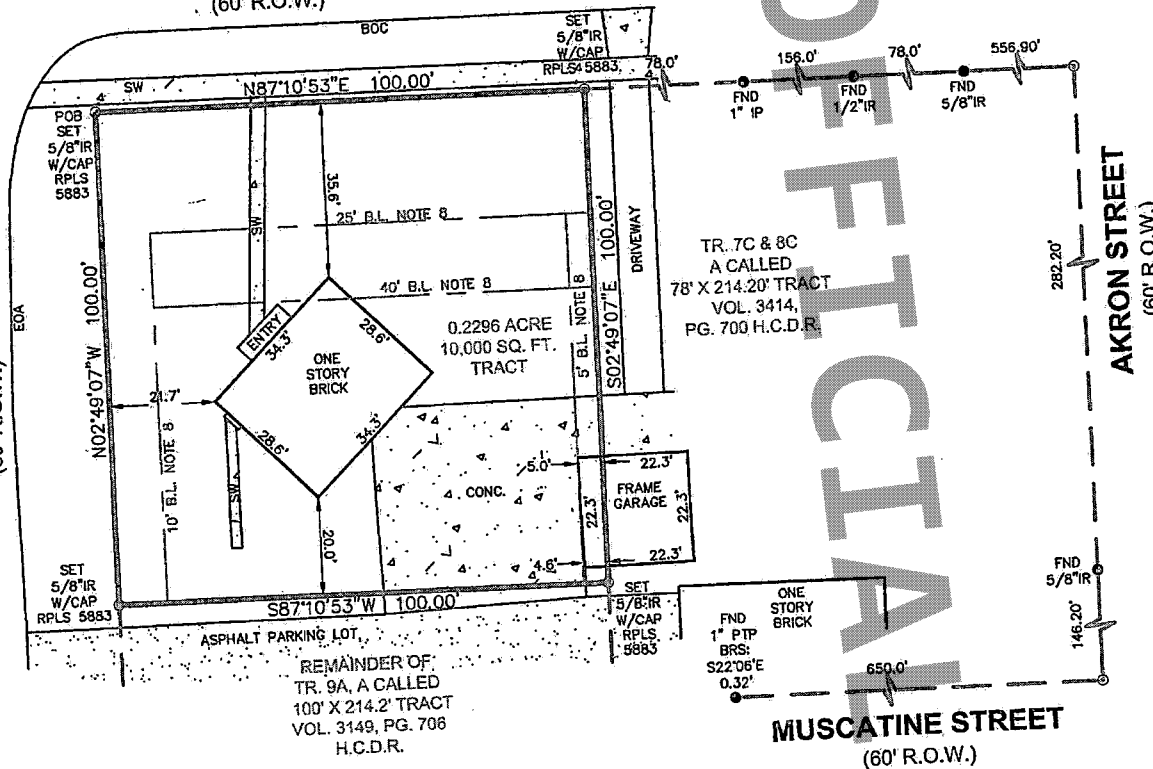 (60' R.O.W.)
BOC
SET
5/8"IR
W/CAP
RPLS 5883
SW
N87°10'53"E 100.00'
78.0'
156.0'
78.0'
556.90'
FND
1" IP
FND
1/2"IR
FND
5/8"IR
POB
SET
5/8"IR
W/CAP
RPLS
5883
35.6'
SW
25' B.L. NOTE 8
40' B.L. NOTE 8
5' B.L. NOTE 8
S02°49'07"E 100.00'
DRIVEWAY
TR. 7C & 8C
A CALLED
78' X 214.20' TRACT
VOL. 3414,
PG. 700 H.C.D.R.
282.20'
AKRON STREET
(60' R.O.W.)
EOA
N02°49'07"W 100.00'
ENTRY
34.3'
28.6'
ONE
STORY
BRICK
0.2296 ACRE
10,000 SQ. FT.
TRACT
21.7'
28.6'
34.3'
10' B.L. NOTE 8
SW
20.0'
CONC.
5.0'
22.3'
22.3'
FRAME
GARAGE
22.3'
4.6'
22.3'
SET
5/8"IR
W/CAP
RPLS 5883
S87°10'53"W 100.00'
SET
5/8"IR
W/CAP
RPLS
5883
ASPHALT PARKING LOT
REMAINDER OF
TR. 9A, A CALLED
100' X 214.2' TRACT
VOL. 3149, PG. 706
H.C.D.R.
ONE
STORY
BRICK
FND
1" PTP
BRS:
S22°06'E
0.32'
650.0'
FND
5/8"IR
146.20'
MUSCATINE STREET
(60' R.O.W.)
OFFICIAL